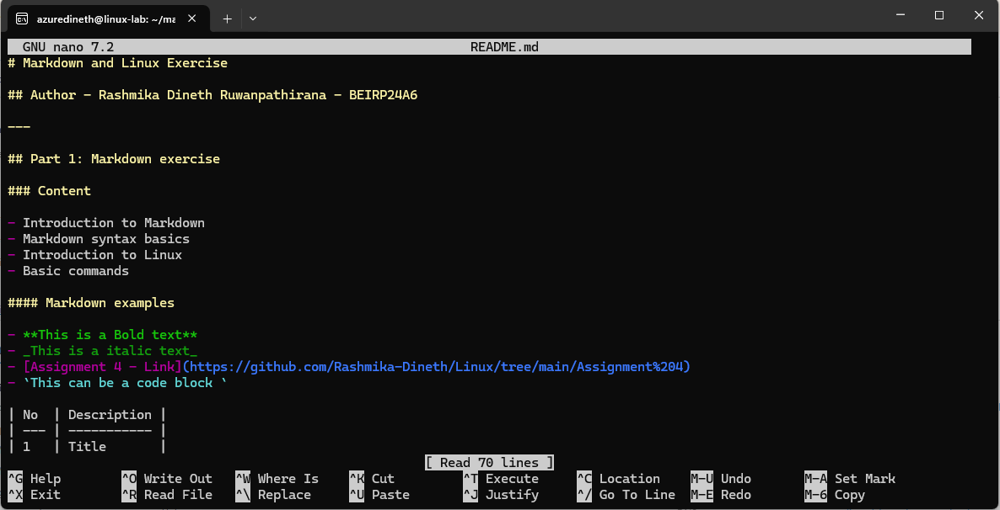 azuredineth@linux-lab: ~/ma
GNU nano 7.2 README.md
# Markdown and Linux Exercise
## Author - Rashmika Dineth Ruwanpathirana - BEIRP24A6
---
## Part 1: Markdown exercise
### Content
- Introduction to Markdown
- Markdown syntax basics
- Introduction to Linux
- Basic commands
#### Markdown examples
- **This is a Bold text**
- _This is a italic text_
- [Assignment 4 - Link](https://github.com/Rashmika-Dineth/Linux/tree/main/Assignment%204)
- `This can be a code block `
| No  | Description |
| --- | ----------- |
| 1   | Title       |
[ Read 70 lines ]
^G Help ^O Write Out ^W Where Is ^K Cut ^T Execute ^C Location M-U Undo M-A Set Mark
^X Exit ^R Read File ^\ Replace ^U Paste ^J Justify ^/ Go To Line M-E Redo M-6 Copy